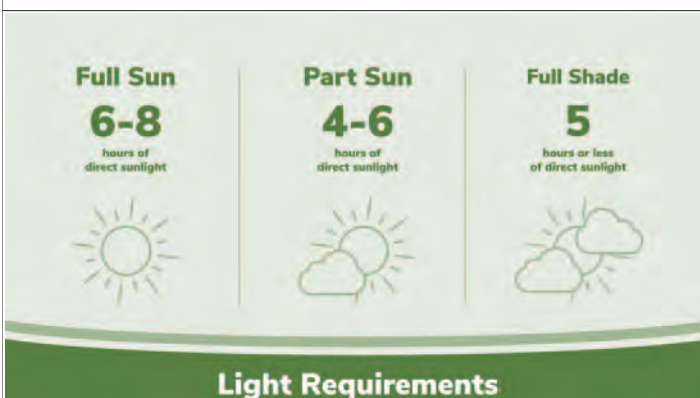 Full Sun
6-8
hours of
direct sunlight
Part Sun
4-6
hours of
direct sunlight
Full Shade
5
hours or less
of direct sunlight
Light Requirements